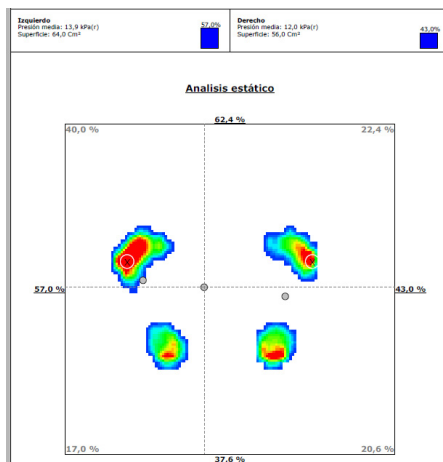 Izquierdo
Presión media: 13,9 kPa(r)
Superficie: 64,0 Cm²
57,0%
Derecho
Presión media: 12,0 kPa(r)
Superficie: 56,0 Cm²
43,0%
Analisis estático
62,4 %
40,0 %
22,4 %
57,0 %
43,0 %
17,0 %
20,6 %
37,6 %